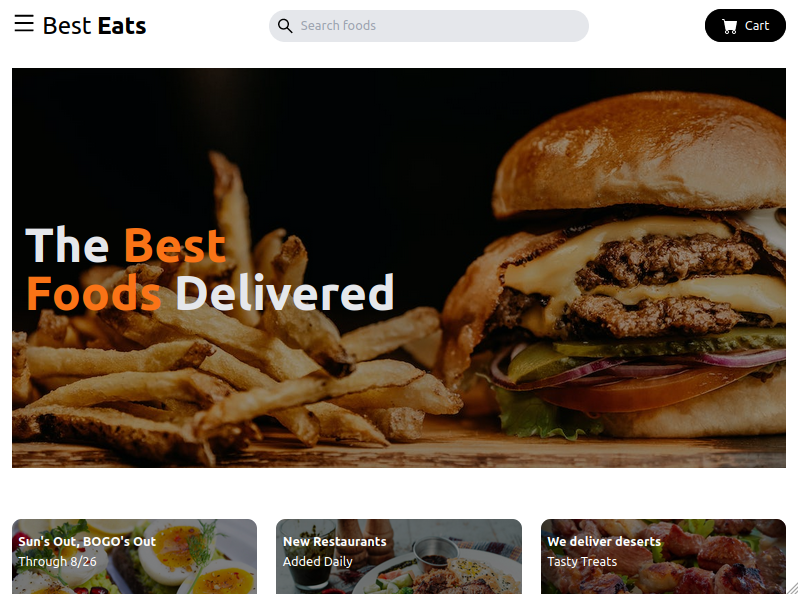 Best Eats
Search foods
Cart
The Best
Foods Delivered
Sun's Out, BOGO's Out
Through 8/26
New Restaurants
Added Daily
We deliver deserts
Tasty Treats